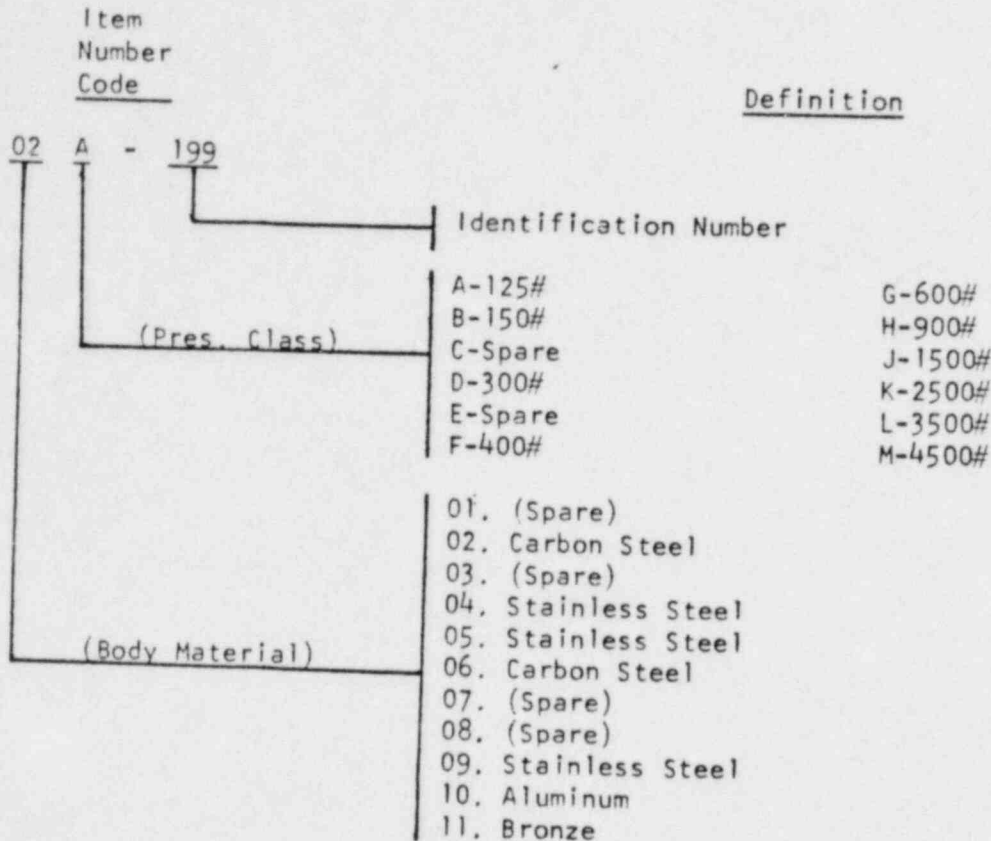 Item
Number
Code
Definition
02 A - 199
Identification Number
(Pres. Class)
A-125#
B-150#
C-Spare
D-300#
E-Spare
F-400#
G-600#
H-900#
J-1500#
K-2500#
L-3500#
M-4500#
(Body Material)
01. (Spare)
02. Carbon Steel
03. (Spare)
04. Stainless Steel
05. Stainless Steel
06. Carbon Steel
07. (Spare)
08. (Spare)
09. Stainless Steel
10. Aluminum
11. Bronze